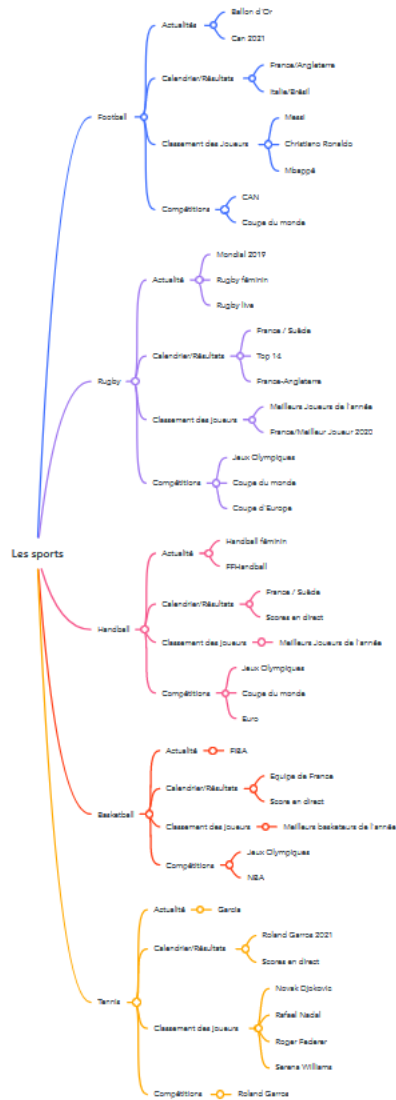 Les sports
Football
Actualités
Ballon d'Or
Can 2021
Calendrier/Résultats
France/Angleterre
Italie/Brésil
Classement des joueurs
Messi
Christiano Ronaldo
Mbappé
Compétitions
CAN
Coupe du monde
Rugby
Actualité
Mondial 2019
Rugby féminin
Rugby live
Calendrier/Résultats
France / Suède
Top 14
France-Angleterre
Classement des joueurs
Meilleurs Joueurs de l'année
France/Meilleur Joueur 2020
Compétitions
Jeux Olympiques
Coupe du monde
Coupe d'Europe
Handball
Actualité
Handball féminin
FFHandball
Calendrier/Résultats
France / Suède
Scores en direct
Classement des joueurs
Meilleurs Joueurs de l'année
Compétitions
Jeux Olympiques
Coupe du monde
Euro
Basketball
Actualité
FIBA
Calendrier/Résultats
Equipe de France
Score en direct
Classement des joueurs
Meilleurs basketeurs de l'année
Compétitions
Jeux Olympiques
NBA
Tennis
Actualité
Garcia
Calendrier/Résultats
Roland Garros 2021
Scores en direct
Classement des joueurs
Novak Djokovic
Rafael Nadal
Roger Federer
Serena Williams
Compétitions
Roland Garros